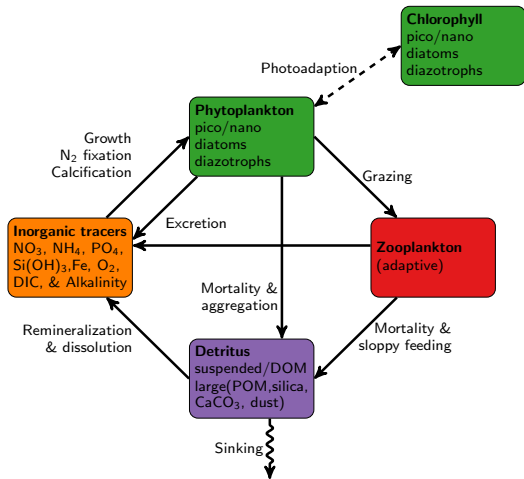 Chlorophyll
pico/nano
diatoms
diazotrophs
Photoadaption
Phytoplankton
pico/nano
diatoms
diazotrophs
Growth
N₂ fixation
Calcification
Grazing
Excretion
Inorganic tracers
NO₃, NH₄, PO₄,
Si(OH)₃,Fe, O₂,
DIC, & Alkalinity
Zooplankton
(adaptive)
Mortality &
aggregation
Remineralization
& dissolution
Mortality &
sloppy feeding
Detritus
suspended/DOM
large(POM,silica,
CaCO₃, dust)
Sinking